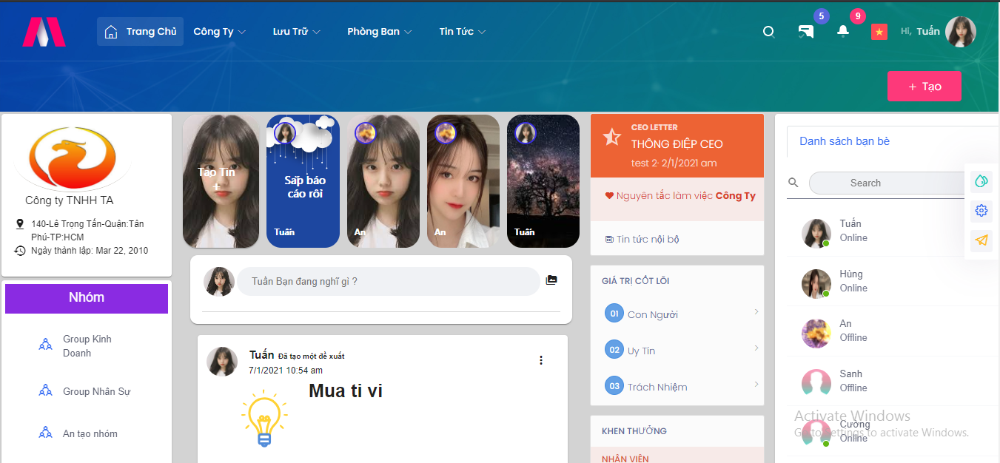 Trang Chủ
Công Ty
Lưu Trữ
Phòng Ban
Tin Tức
5
9
Hi, Tuấn
+ Tạo
Công ty TNHH TA
140-Lê Trọng Tấn-Quận:Tân
Phú-TP:HCM
Ngày thành lập: Mar 22, 2010
Nhóm
Group Kinh
Doanh
Group Nhân Sự
An tạo nhóm
Tạo Tin
+
Sắp báo
cáo rồi
Tuấn
An
An
Tuấn
Tuấn Bạn đang nghĩ gì ?
Tuấn Đã tạo một đề xuất
7/1/2021 10:54 am
Mua ti vi
CEO LETTER
THÔNG ĐIỆP CEO
test 2· 2/1/2021 am
Nguyên tắc làm việc Công Ty
Tin tức nội bộ
GIÁ TRỊ CỐT LÕI
01 Con Người
02 Uy Tín
03 Trách Nhiệm
KHEN THƯỞNG
NHÂN VIÊN
Danh sách bạn bè
Search
Tuấn
Online
Hùng
Online
An
Offline
Sanh
Offline
Cường
Online
Activate Windows
Go to Settings to activate Windows.